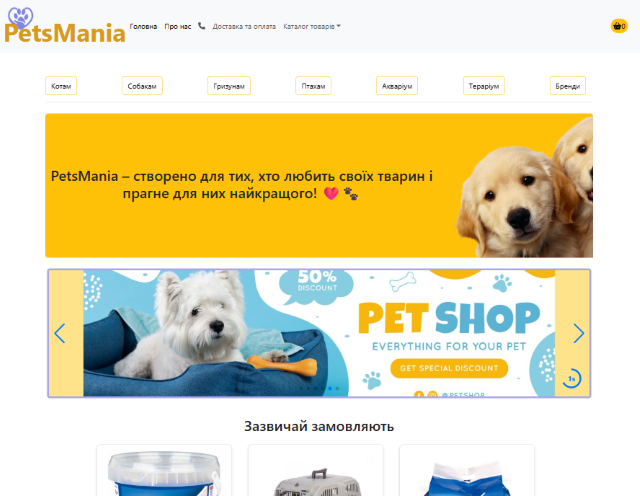 PetsMania
Головна Про нас Доставка та оплата Каталог товарів
0
Котам Собакам Гризунам Птахам Акваріум Тераріум Бренди
PetsMania – створено для тих, хто любить своїх тварин і
прагне для них найкращого! 💔 🐾
50%
DISCOUNT
PET SHOP
EVERYTHING FOR YOUR PET
GET SPECIAL DISCOUNT
@PETSHOP
1s
Зазвичай замовляють